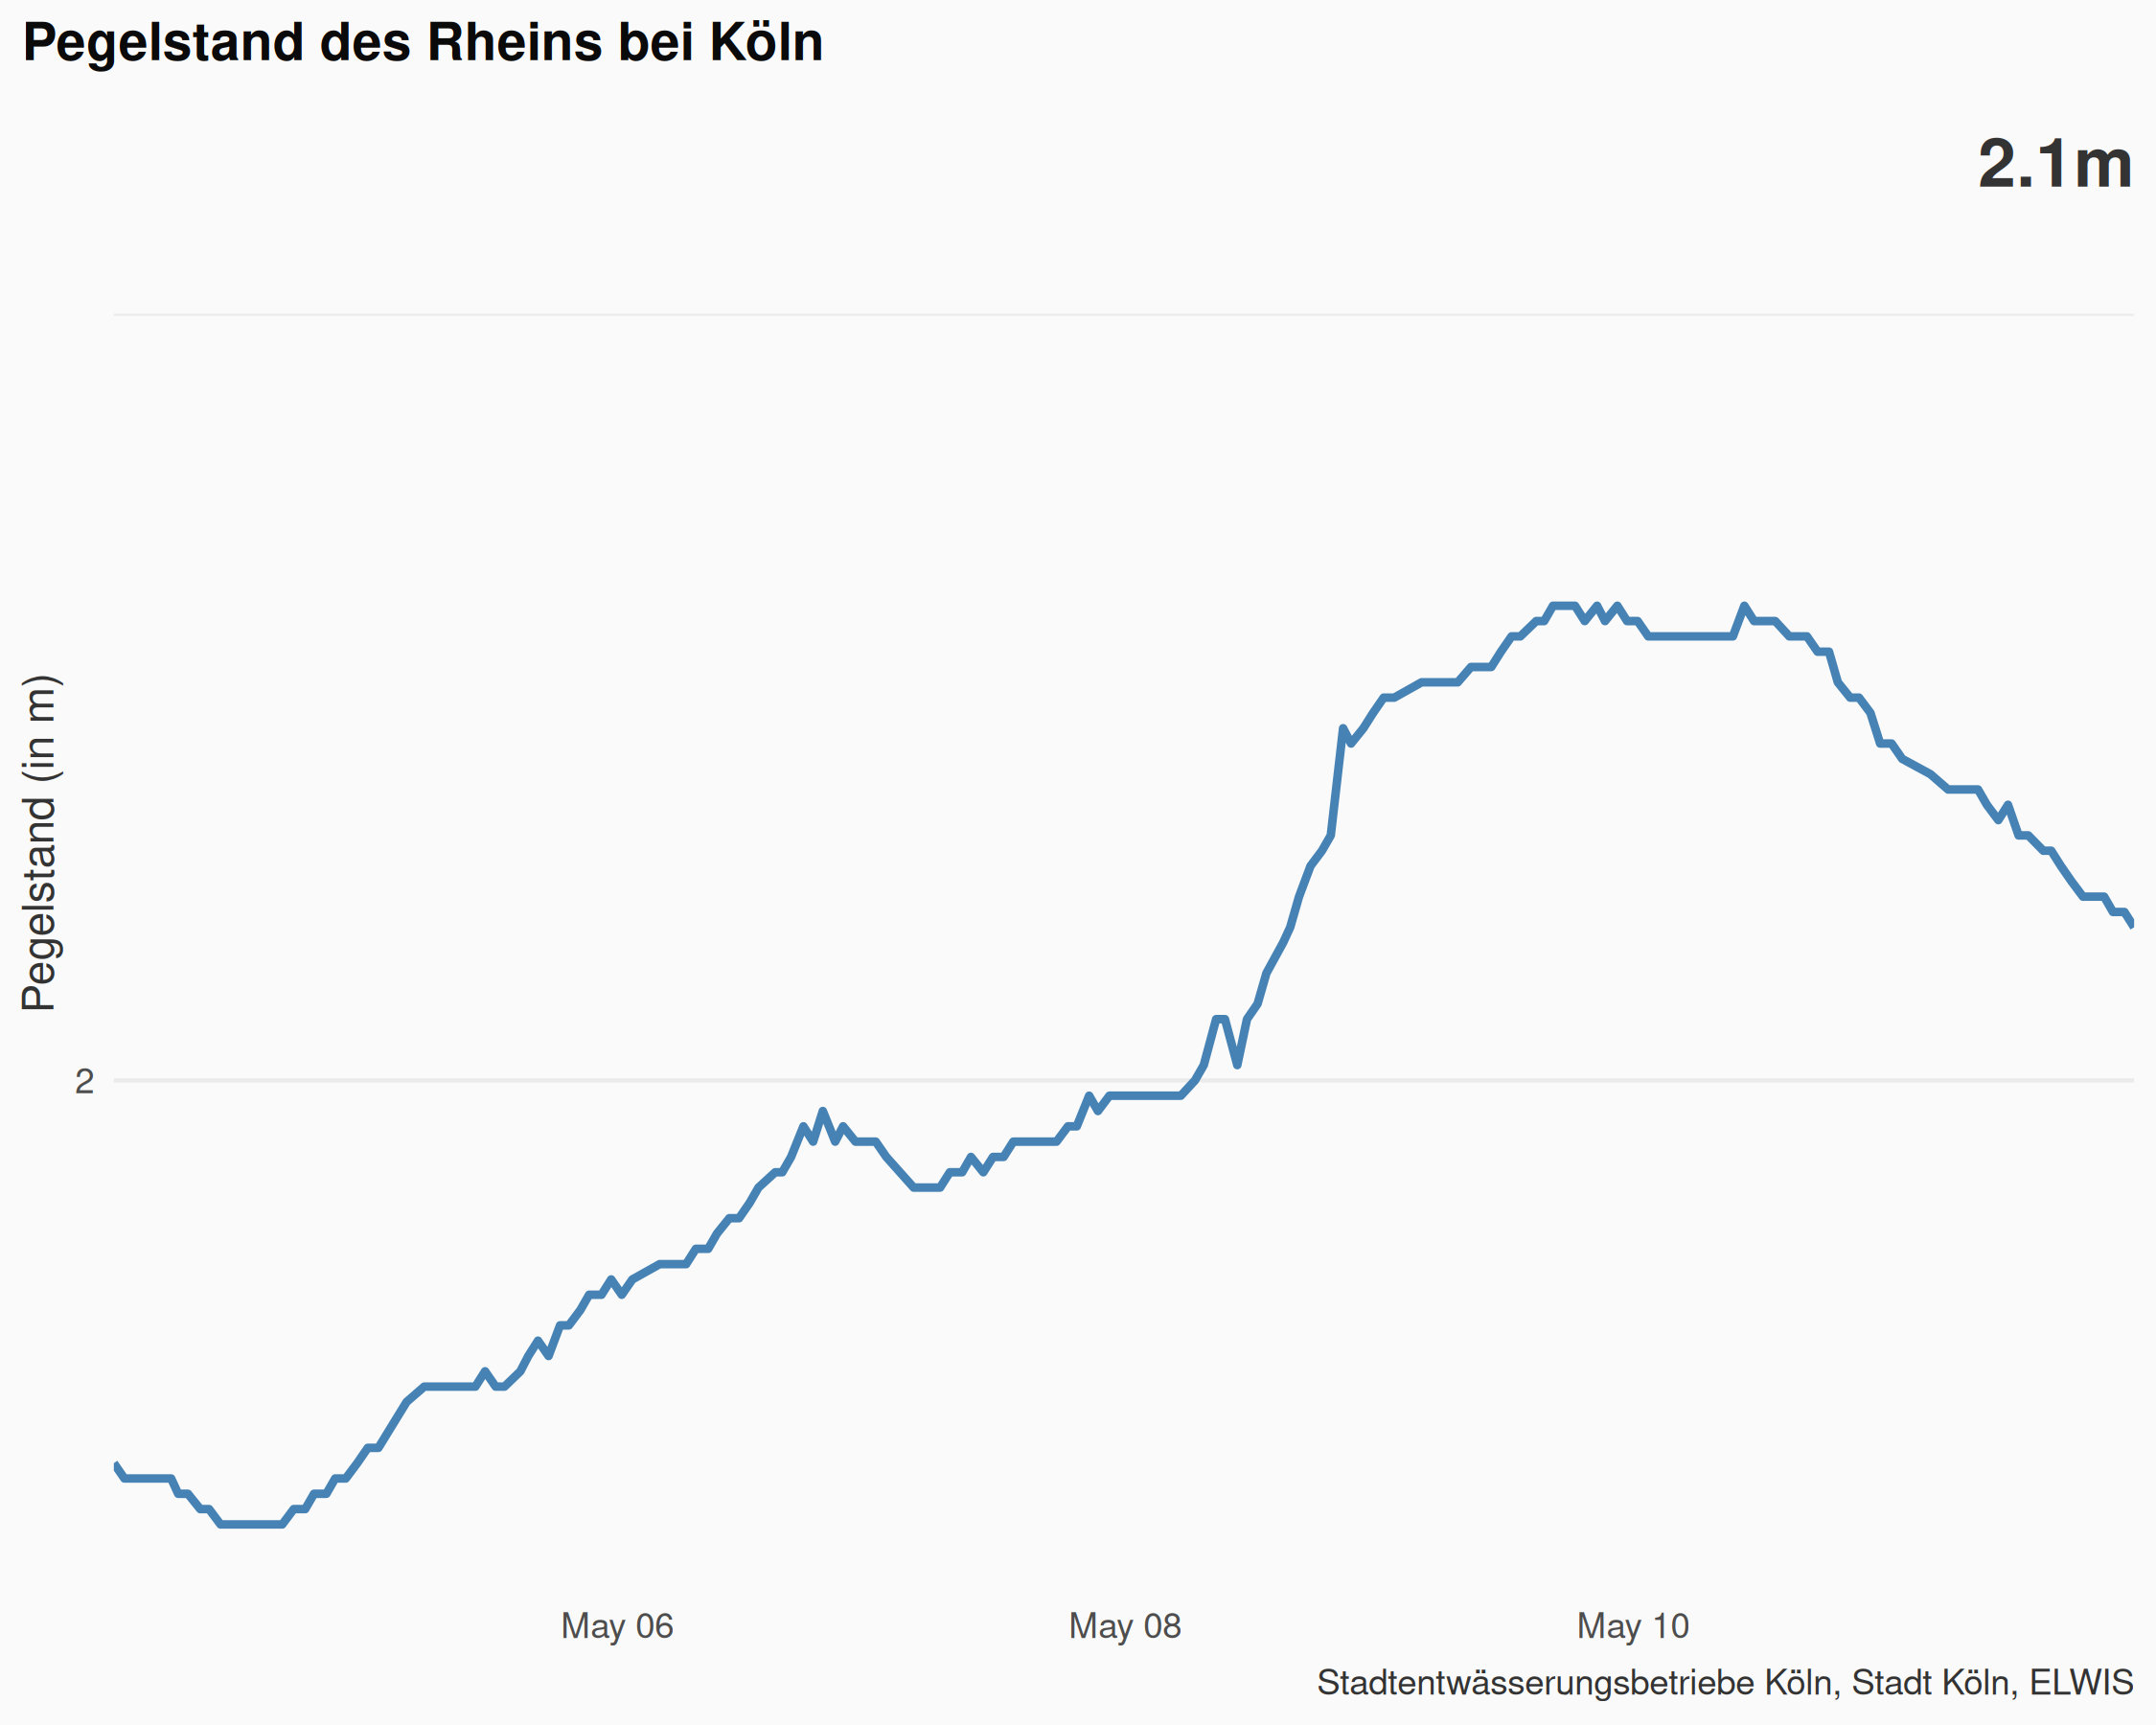 Pegelstand des Rheins bei Köln
2.1m
Pegelstand (in m)
2
May 06
May 08
May 10
Stadtentwässerungsbetriebe Köln, Stadt Köln, ELWIS